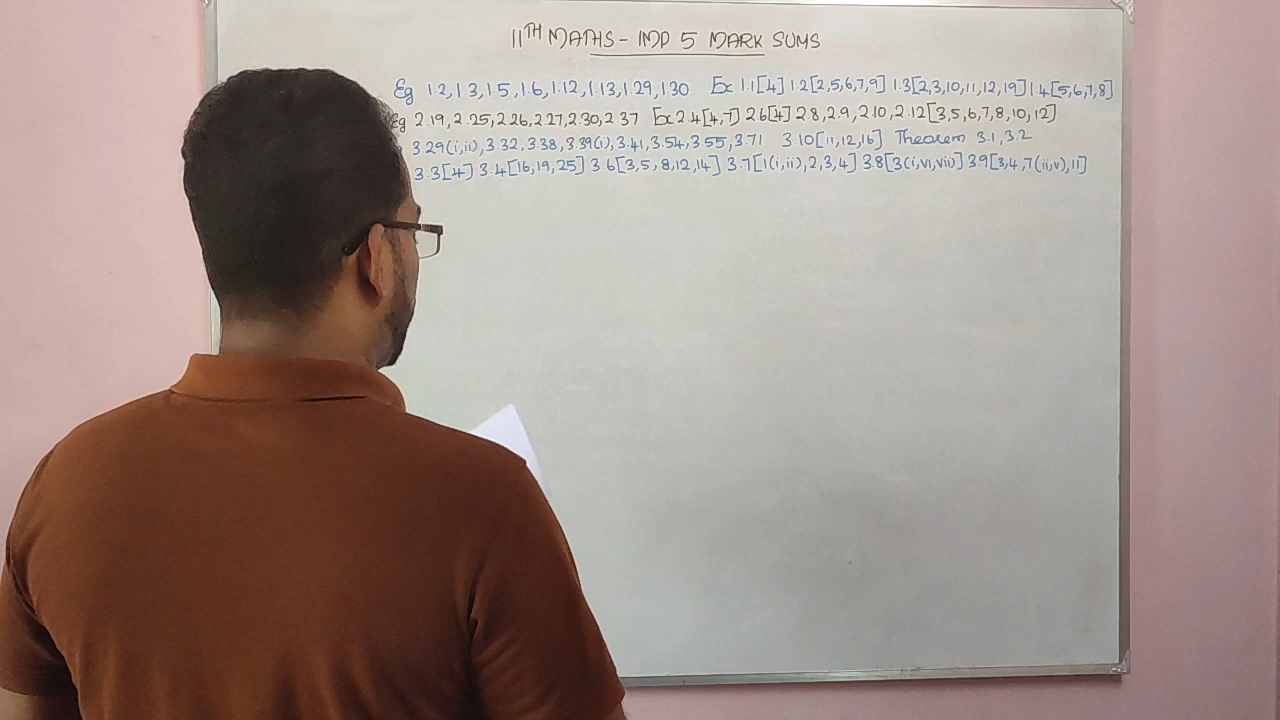 11TH MATHS - IMP 5 MARK SUMS
Eg 1.2, 1.3, 1.5, 1.6, 1.12, 1.13, 1.29, 1.30 Ex 1.1[4] 1.2[2,5,6,7,9] 1.3[2,3,10,11,12,19] 1.4[5,6,7,8]
Eg 2.19, 2.25, 2.26, 2.27, 2.30, 2.37 Ex 2.4[4,7] 2.6[4] 2.8, 2.9, 2.10, 2.12[3,5,6,7,8,10,12]
3.29(i,ii), 3.32, 3.38, 3.39(i), 3.41, 3.54, 3.55, 3.71 3.10[11,12,16] Theorem 3.1, 3.2
3.3[4] 3.4[16,19,25] 3.6[3,5,8,12,14] 3.7[1(i,ii),2,3,4] 3.8[3(i,vi,vii)] 3.9[3,4,7(ii,v),11]